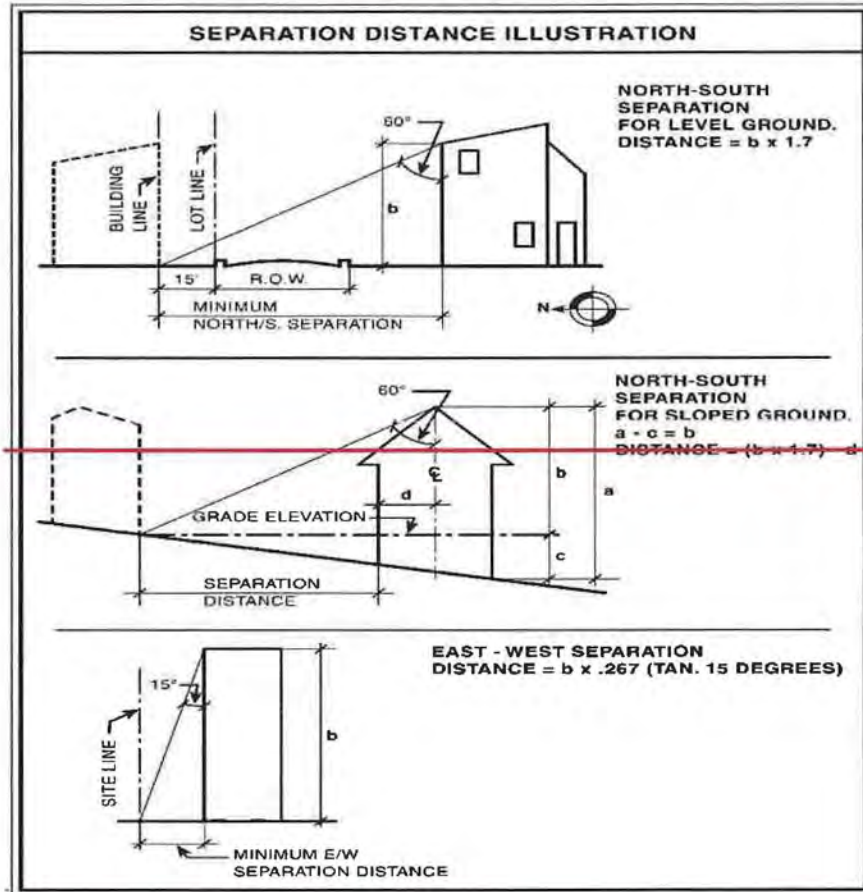 SEPARATION DISTANCE ILLUSTRATION
NORTH-SOUTH
SEPARATION
FOR LEVEL GROUND.
DISTANCE = b x 1.7
60°
BUILDING
LINE
LOT LINE
b
15'
R.O.W.
MINIMUM
NORTH/S. SEPARATION
N
NORTH-SOUTH
SEPARATION
FOR SLOPED GROUND.
a - c = b
DISTANCE = (b x 1.7) - d
60°
℄
d
b
a
GRADE ELEVATION
c
SEPARATION
DISTANCE
EAST - WEST SEPARATION
DISTANCE = b x .267 (TAN. 15 DEGREES)
15°
SITE LINE
b
MINIMUM E/W
SEPARATION DISTANCE